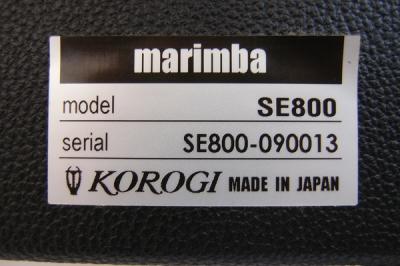 marimba
model SE800
serial SE800-090013
KOROGI MADE IN JAPAN